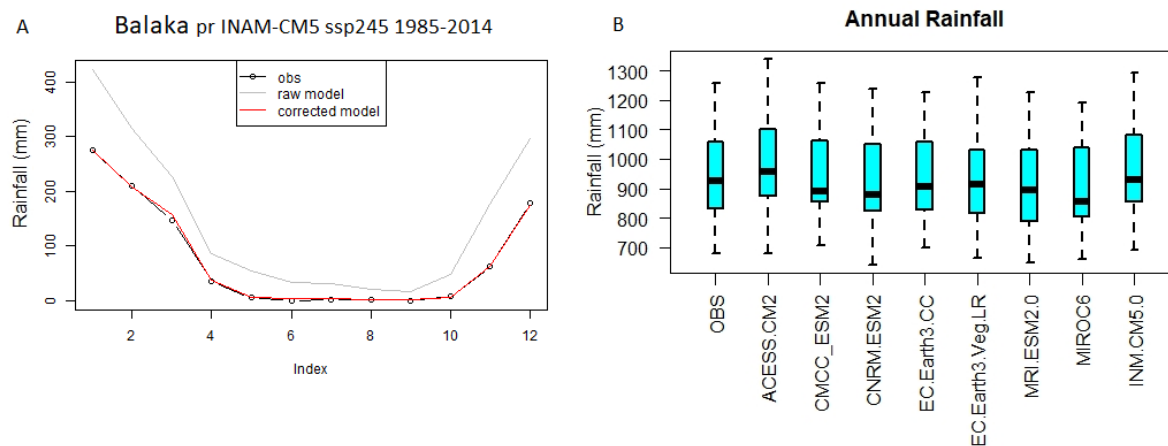 A
Balaka pr INAM-CM5 ssp245 1985-2014
obs
raw model
corrected model
Rainfall (mm)
400
300
200
100
0
2
4
6
8
10
12
Index
B
Annual Rainfall
Rainfall (mm)
1300
1200
1100
1000
900
800
700
OBS
ACESS.CM2
CMCC_ESM2
CNRM.ESM2
EC.Earth3.CC
EC.Earth3.Veg.LR
MRI.ESM2.0
MIROC6
INM.CM5.0